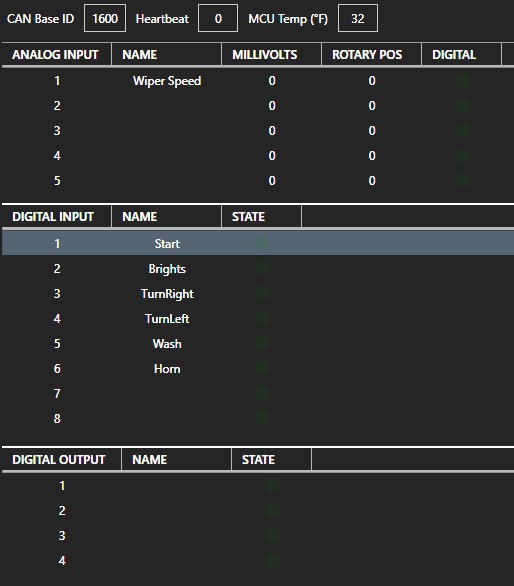 CAN Base ID 1600 Heartbeat 0 MCU Temp (°F) 32
ANALOG INPUT NAME MILLIVOLTS ROTARY POS DIGITAL
1 Wiper Speed 0 0
2 0 0
3 0 0
4 0 0
5 0 0
DIGITAL INPUT NAME STATE
1 Start
2 Brights
3 TurnRight
4 TurnLeft
5 Wash
6 Horn
7
8
DIGITAL OUTPUT NAME STATE
1
2
3
4